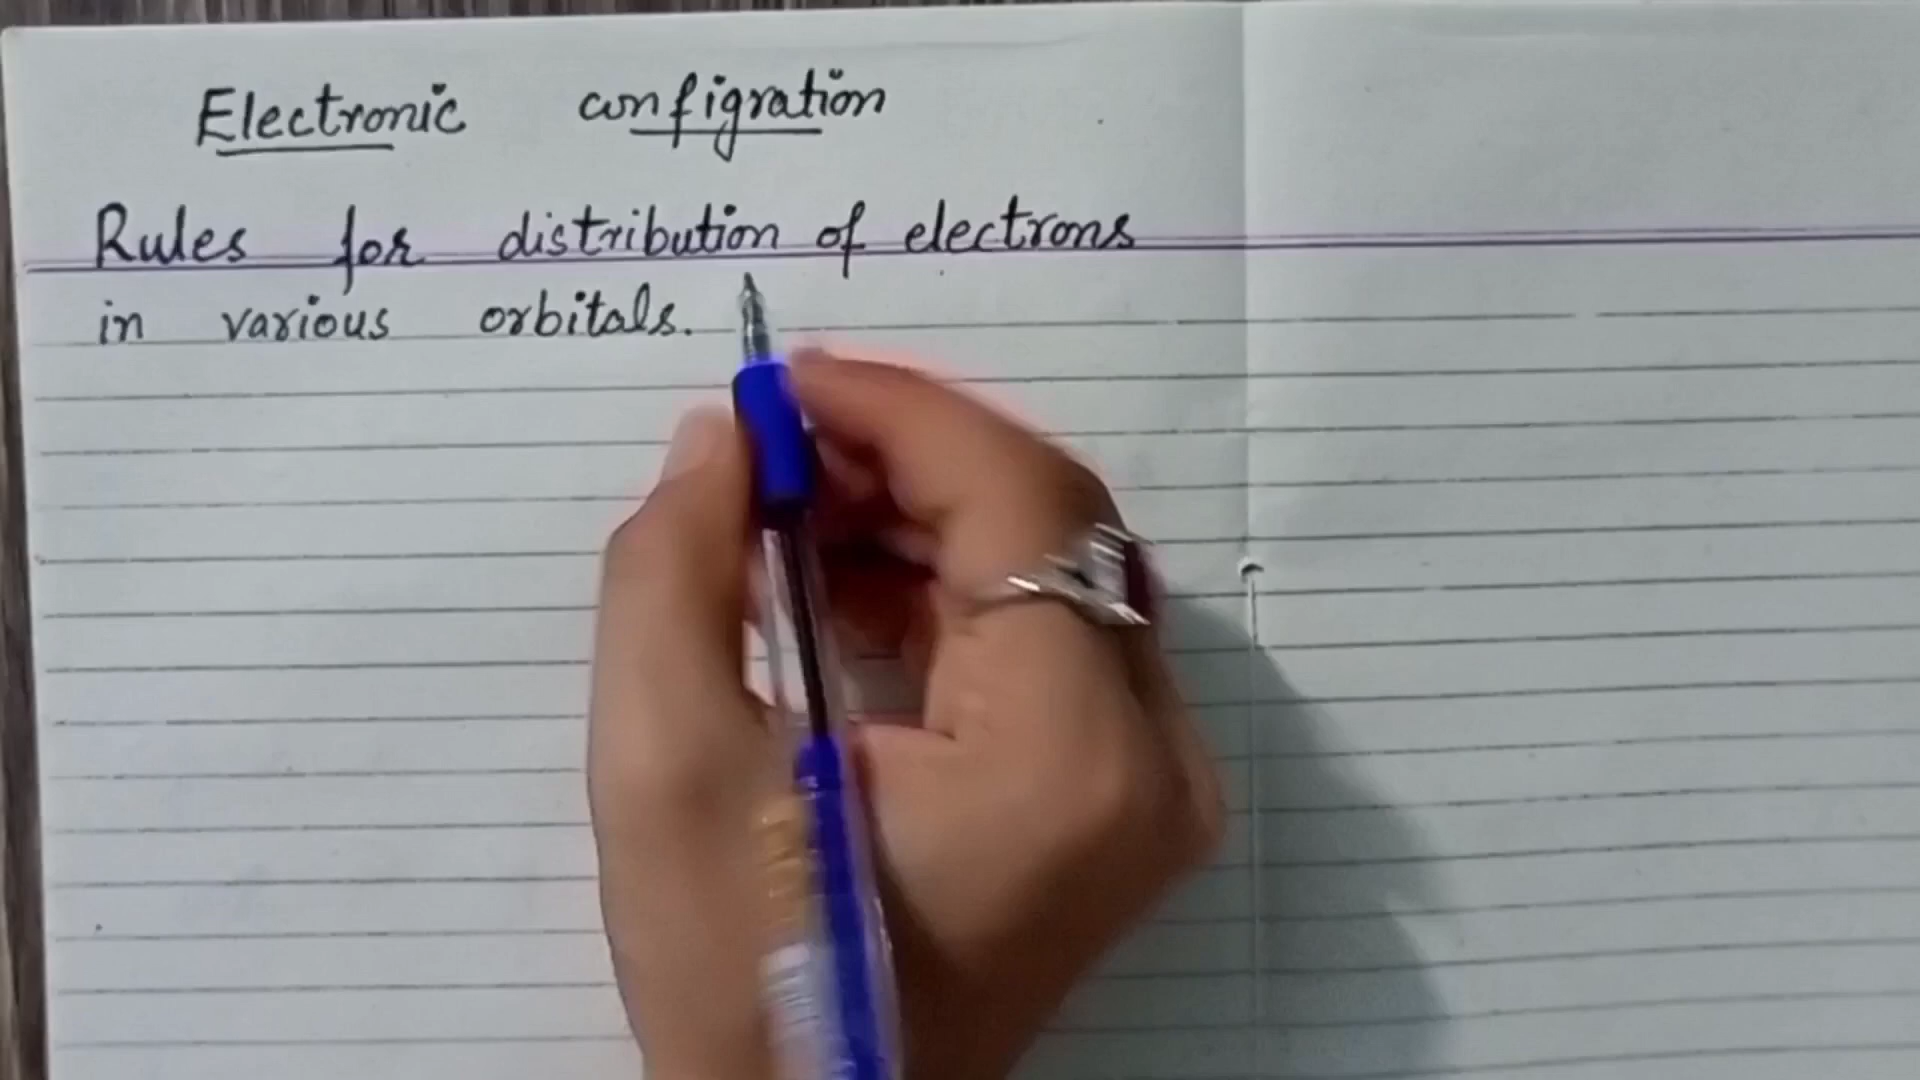 Electronic configration
Rules for distribution of electrons
in various orbitals.